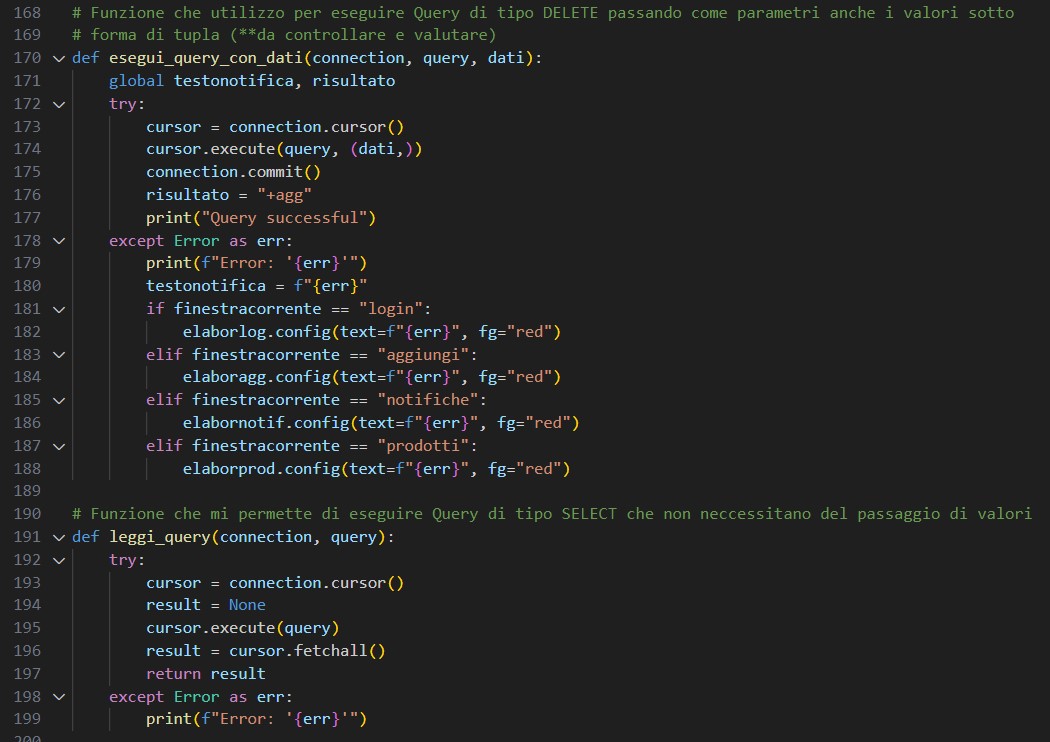 168 # Funzione che utilizzo per eseguire Query di tipo DELETE passando come parametri anche i valori sotto
169 # forma di tupla (**da controllare e valutare)
170 def esegui_query_con_dati(connection, query, dati):
171     global testonotifica, risultato
172     try:
173         cursor = connection.cursor()
174         cursor.execute(query, (dati,))
175         connection.commit()
176         risultato = "+agg"
177         print("Query successful")
178     except Error as err:
179         print(f"Error: '{err}'")
180         testonotifica = f"{err}"
181         if finestracorrente == "login":
182             elaborlog.config(text=f"{err}", fg="red")
183         elif finestracorrente == "aggiungi":
184             elaboragg.config(text=f"{err}", fg="red")
185         elif finestracorrente == "notifiche":
186             elabornotif.config(text=f"{err}", fg="red")
187         elif finestracorrente == "prodotti":
188             elaborprod.config(text=f"{err}", fg="red")
189
190 # Funzione che mi permette di eseguire Query di tipo SELECT che non neccessitano del passaggio di valori
191 def leggi_query(connection, query):
192     try:
193         cursor = connection.cursor()
194         result = None
195         cursor.execute(query)
196         result = cursor.fetchall()
197         return result
198     except Error as err:
199         print(f"Error: '{err}'")
200